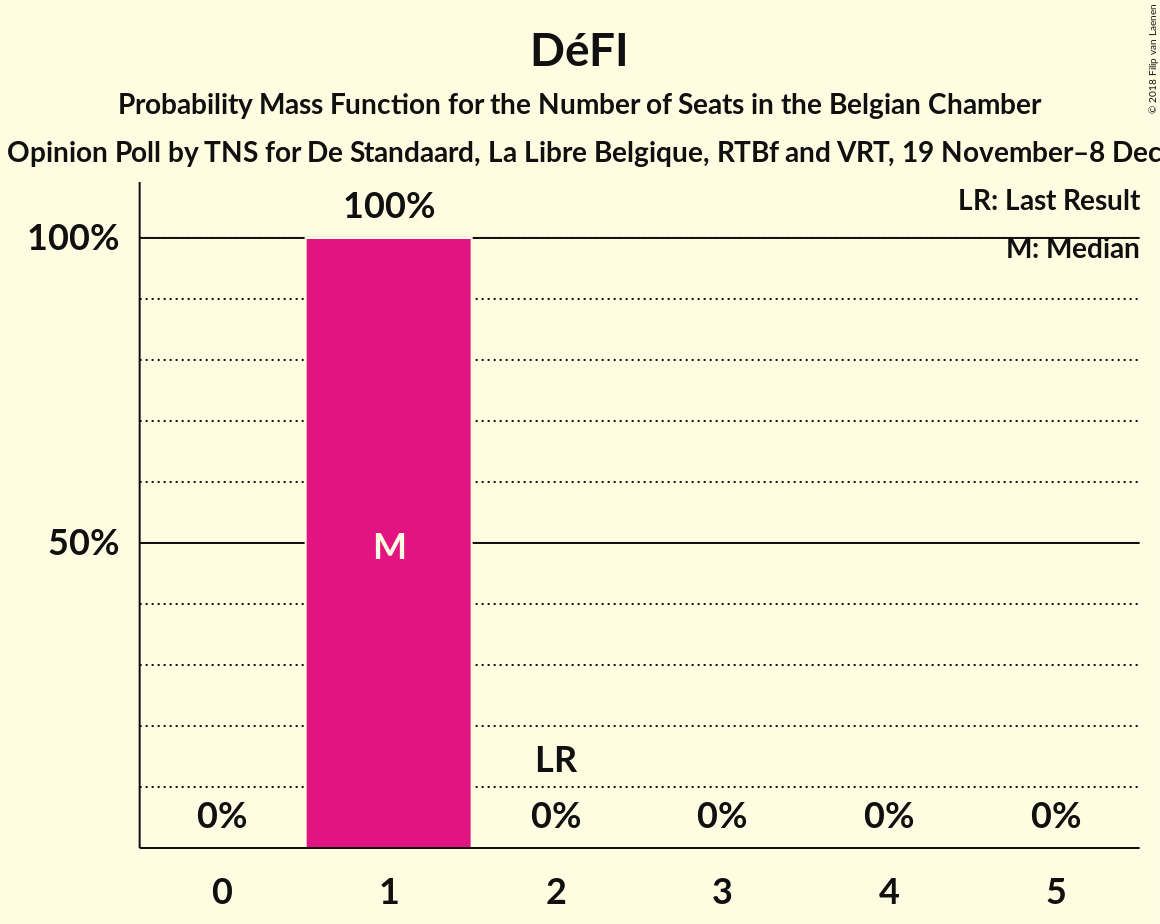 DéFI
Probability Mass Function for the Number of Seats in the Belgian Chamber
Opinion Poll by TNS for De Standaard, La Libre Belgique, RTBf and VRT, 19 November–8 Dec
© 2018 Filip van Laenen
LR: Last Result
M: Median
100%
100%
50%
M
LR
0%
0%
0%
0%
0%
0 1 2 3 4 5